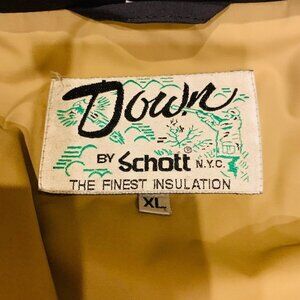 Down
BY Schott® N.Y.C.
THE FINEST INSULATION
XL